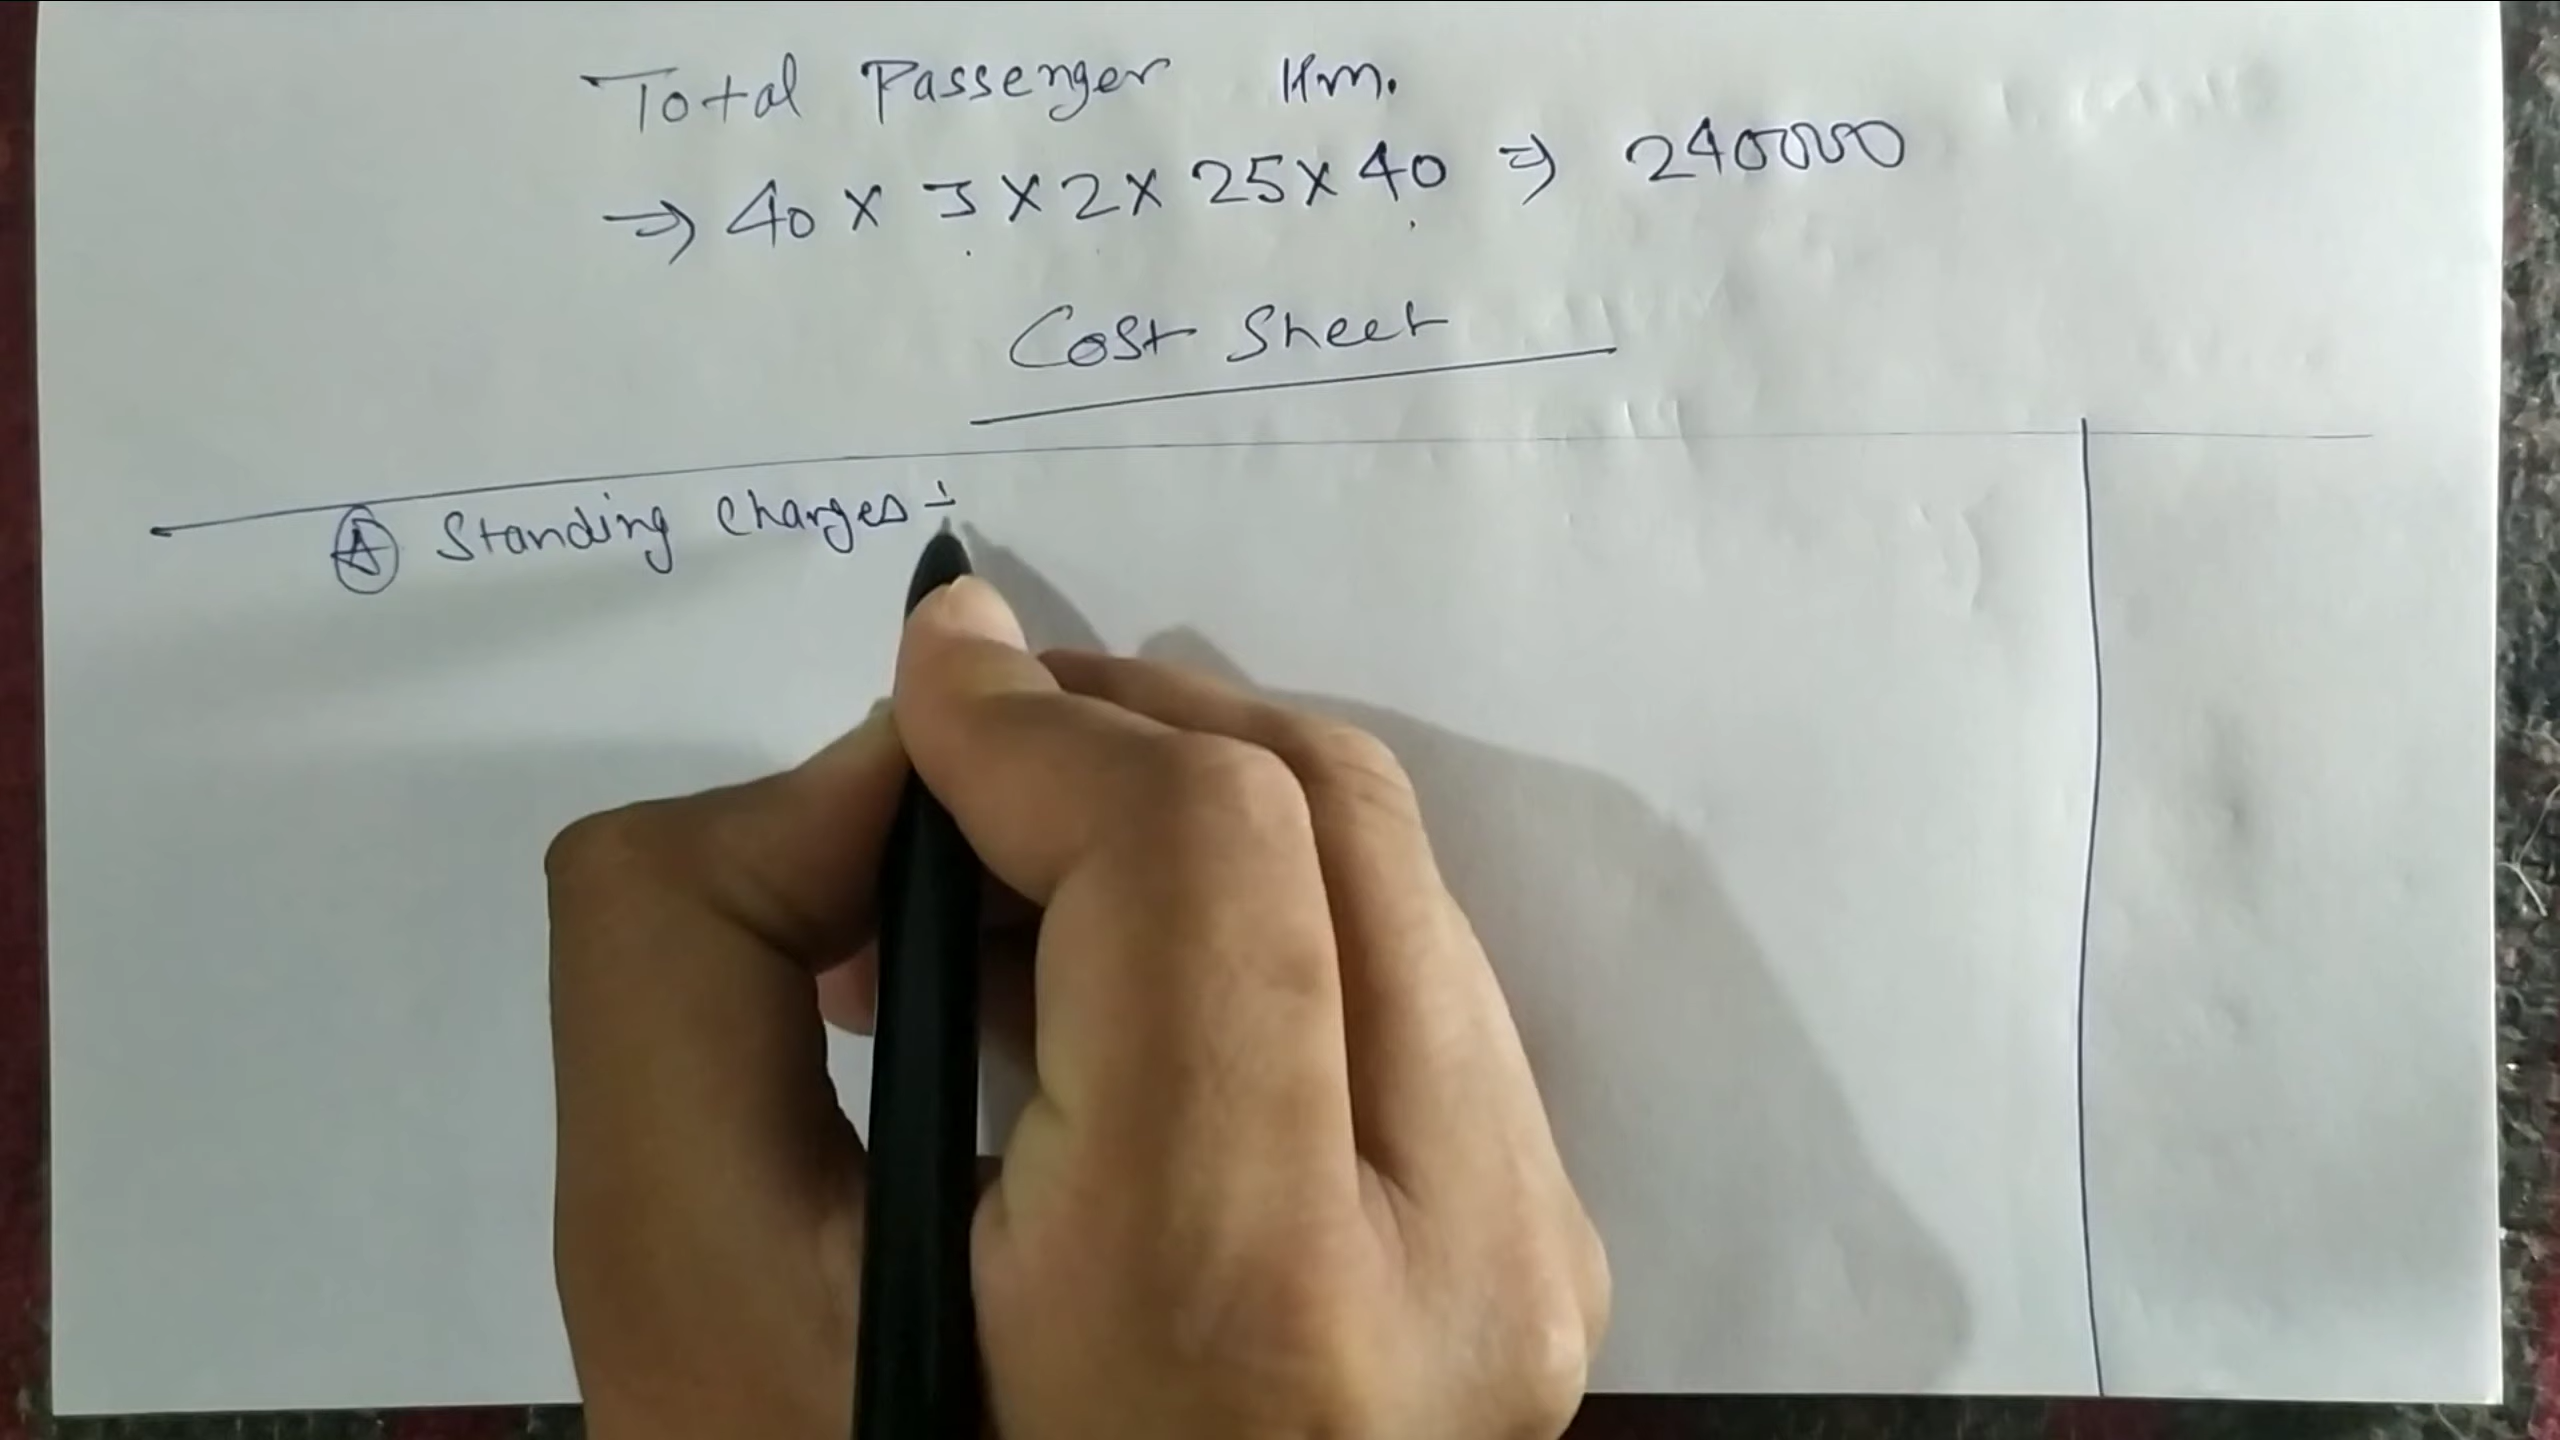 Total Passenger Km.
⇒ 40 × 3 × 2 × 25 × 40 ⇒ 240000
Cost Sheet
Ⓐ Standing Charges :-